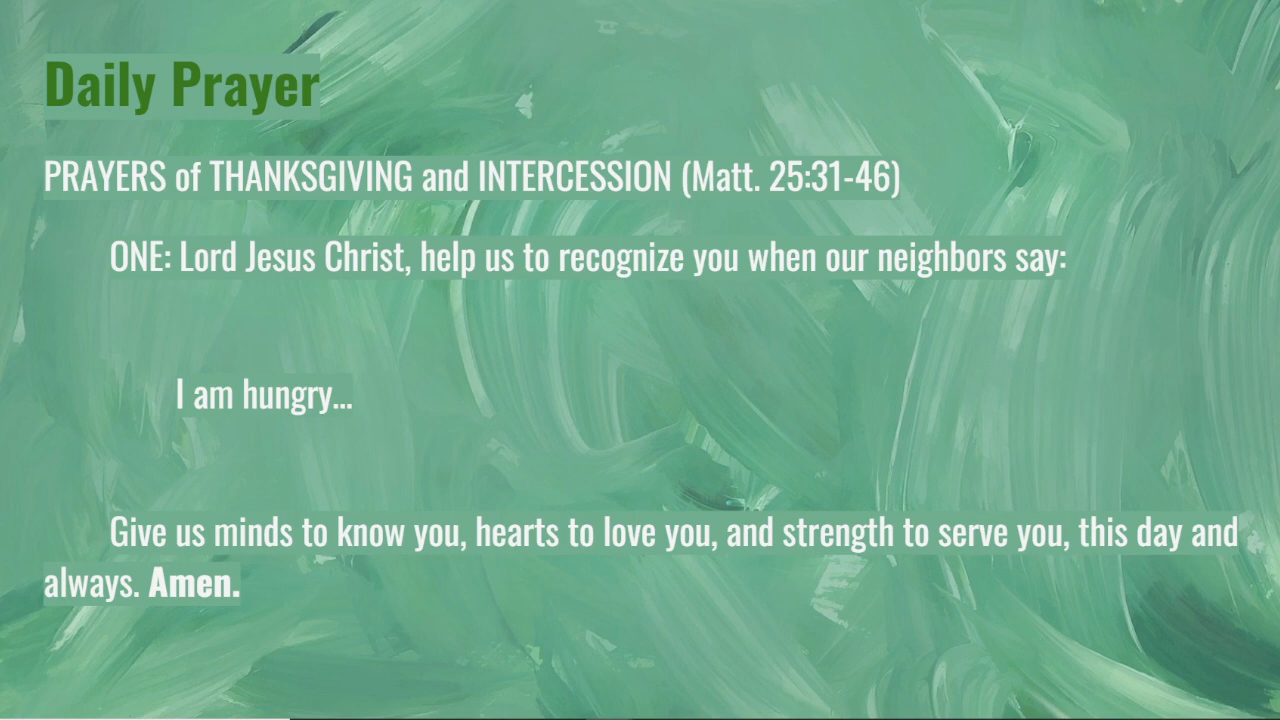 Daily Prayer
PRAYERS of THANKSGIVING and INTERCESSION (Matt. 25:31-46)
ONE: Lord Jesus Christ, help us to recognize you when our neighbors say:
I am hungry...
Give us minds to know you, hearts to love you, and strength to serve you, this day and
always. Amen.